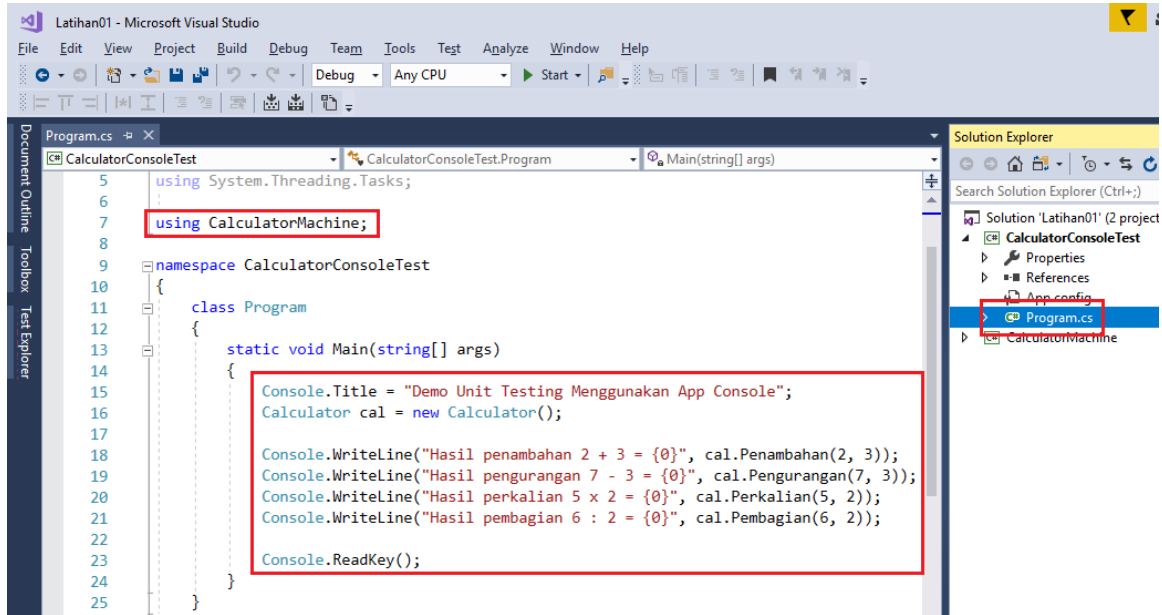 Latihan01 - Microsoft Visual Studio
File Edit View Project Build Debug Team Tools Test Analyze Window Help
Debug Any CPU Start
Document Outline
Toolbox
Test Explorer
Program.cs
CalculatorConsoleTest CalculatorConsoleTest.Program Main(string[] args)
5 using System.Threading.Tasks;
6
7 using CalculatorMachine;
8
9 namespace CalculatorConsoleTest
10 {
11 class Program
12 {
13 static void Main(string[] args)
14 {
15 Console.Title = "Demo Unit Testing Menggunakan App Console";
16 Calculator cal = new Calculator();
17
18 Console.WriteLine("Hasil penambahan 2 + 3 = {0}", cal.Penambahan(2, 3));
19 Console.WriteLine("Hasil pengurangan 7 - 3 = {0}", cal.Pengurangan(7, 3));
20 Console.WriteLine("Hasil perkalian 5 x 2 = {0}", cal.Perkalian(5, 2));
21 Console.WriteLine("Hasil pembagian 6 : 2 = {0}", cal.Pembagian(6, 2));
22
23 Console.ReadKey();
24 }
25 }
Solution Explorer
Search Solution Explorer (Ctrl+;)
Solution 'Latihan01' (2 project
C# CalculatorConsoleTest
Properties
References
App.config
C# Program.cs
C# CalculatorMachine